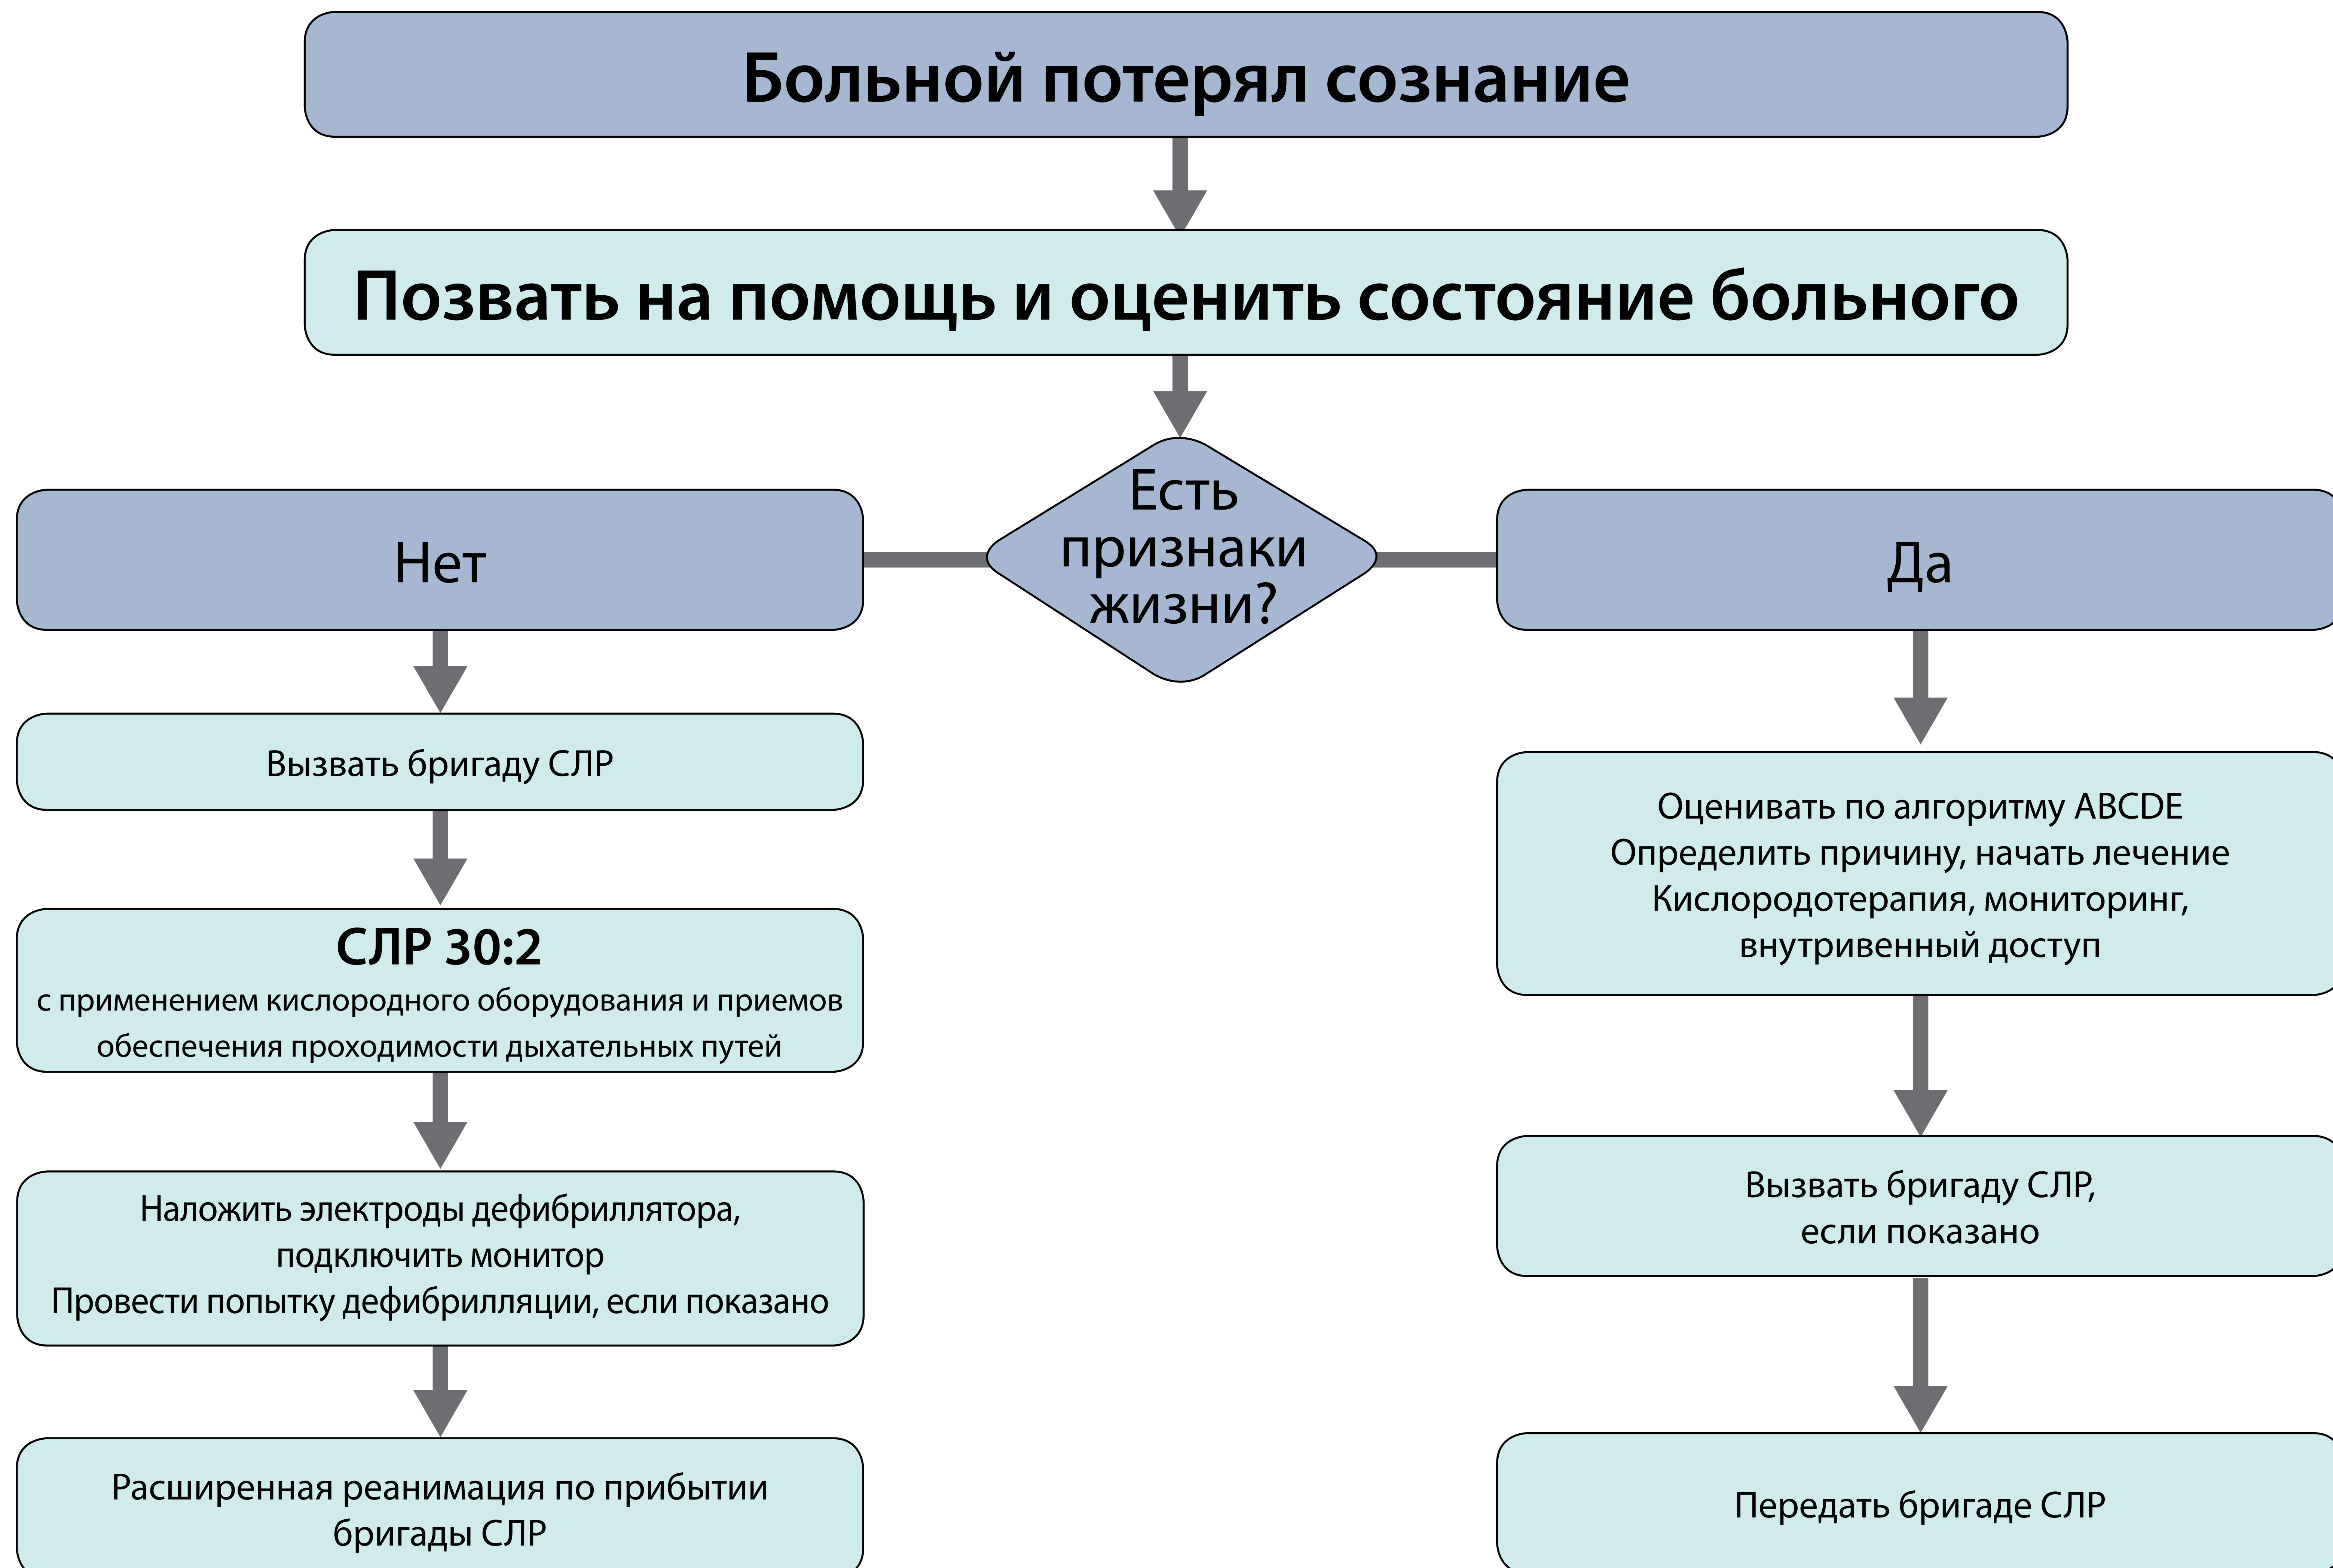 Больной потерял сознание
Позвать на помощь и оценить состояние больного
Есть
признаки
жизни?
Нет
Вызвать бригаду СЛР
СЛР 30:2
с применением кислородного оборудования и приемов
обеспечения проходимости дыхательных путей
Наложить электроды дефибриллятора,
подключить монитор
Провести попытку дефибрилляции, если показано
Расширенная реанимация по прибытии
бригады СЛР
Да
Оценивать по алгоритму ABCDE
Определить причину, начать лечение
Кислородотерапия, мониторинг,
внутривенный доступ
Вызвать бригаду СЛР,
если показано
Передать бригаде СЛР